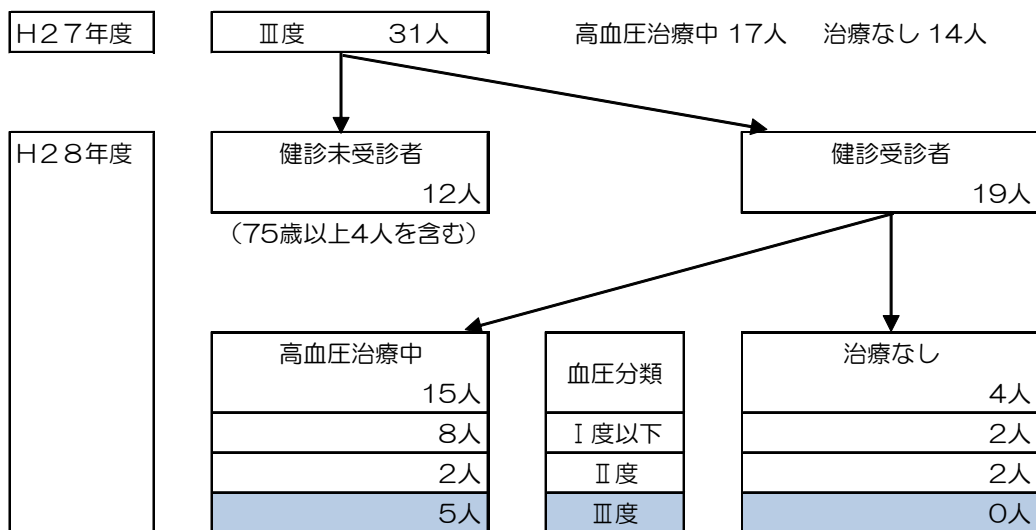 H27年度 Ⅲ度 31人 高血圧治療中 17人 治療なし 14人
H28年度 健診未受診者 健診受診者
12人 19人
（75歳以上4人を含む）
高血圧治療中 血圧分類 治療なし
15人 4人
8人 Ⅰ度以下 2人
2人 Ⅱ度 2人
5人 Ⅲ度 0人